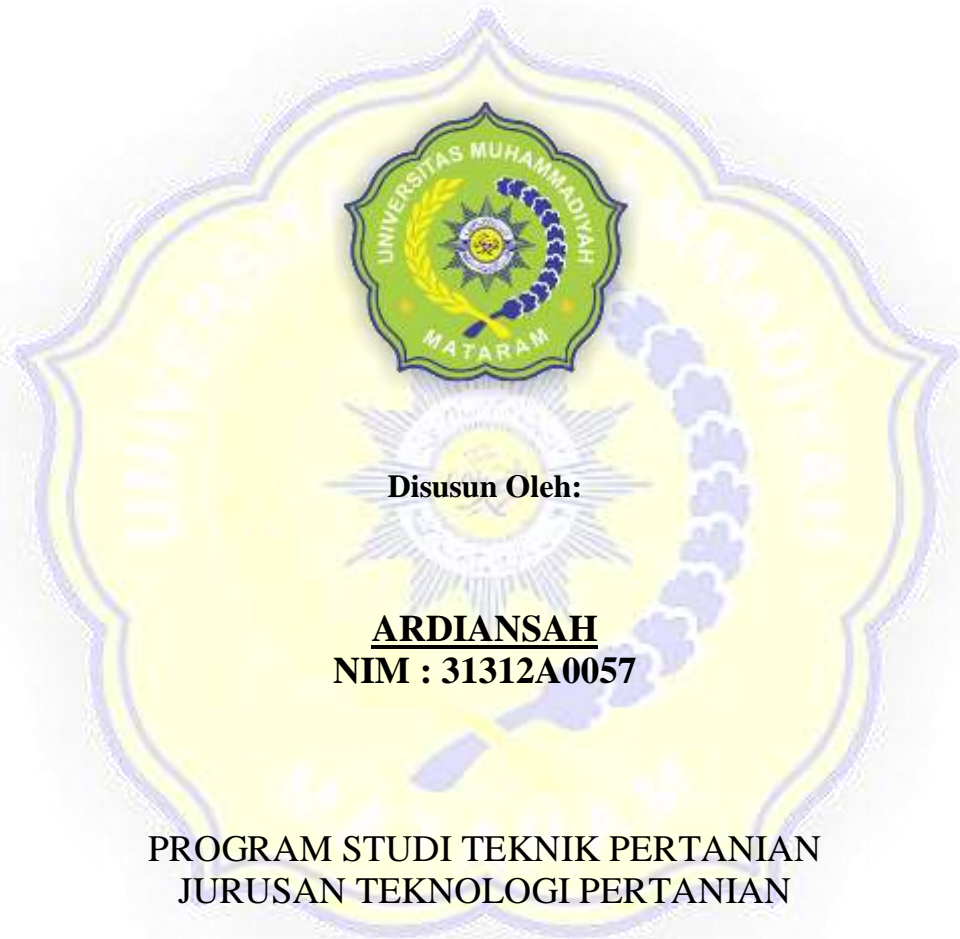 UNIVERSITAS MUHAMMADIYAH
MATARAM
Disusun Oleh:
ARDIANSAH
NIM : 31312A0057
PROGRAM STUDI TEKNIK PERTANIAN
JURUSAN TEKNOLOGI PERTANIAN